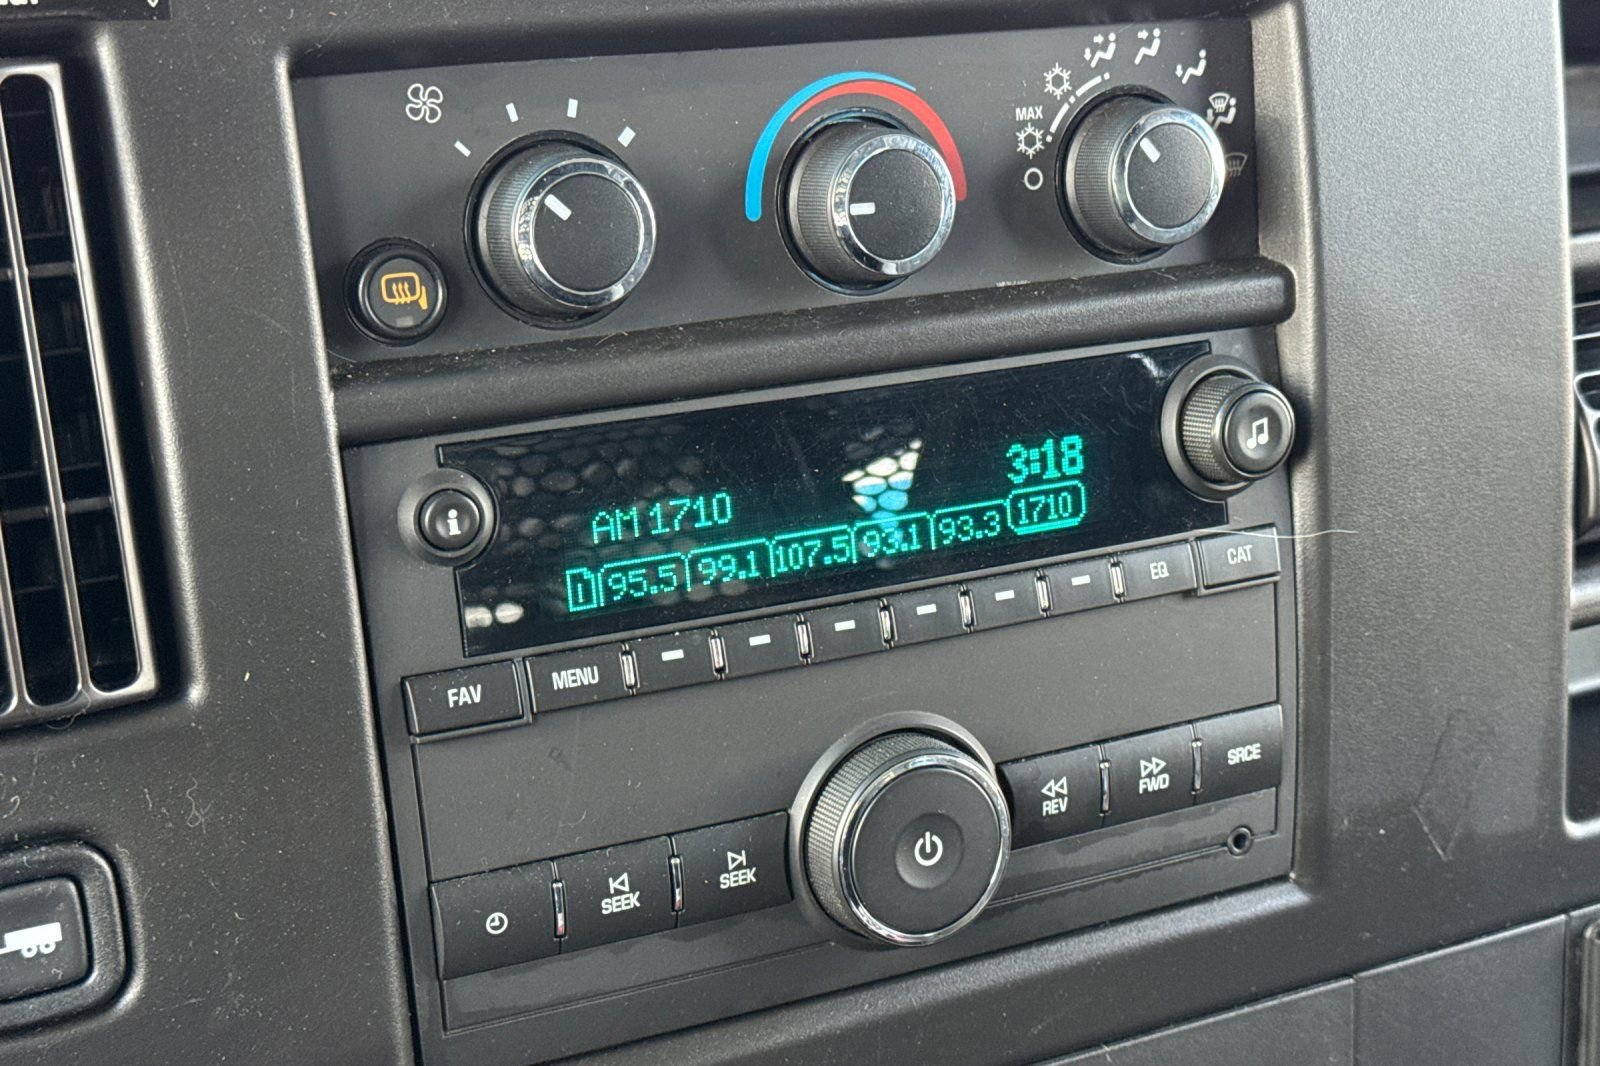 MAX
3:18
AM 1710
1 95.5 99.1 107.5 93.1 93.3 1710
i
FAV MENU EQ CAT
REV FWD SRCE
SEEK SEEK